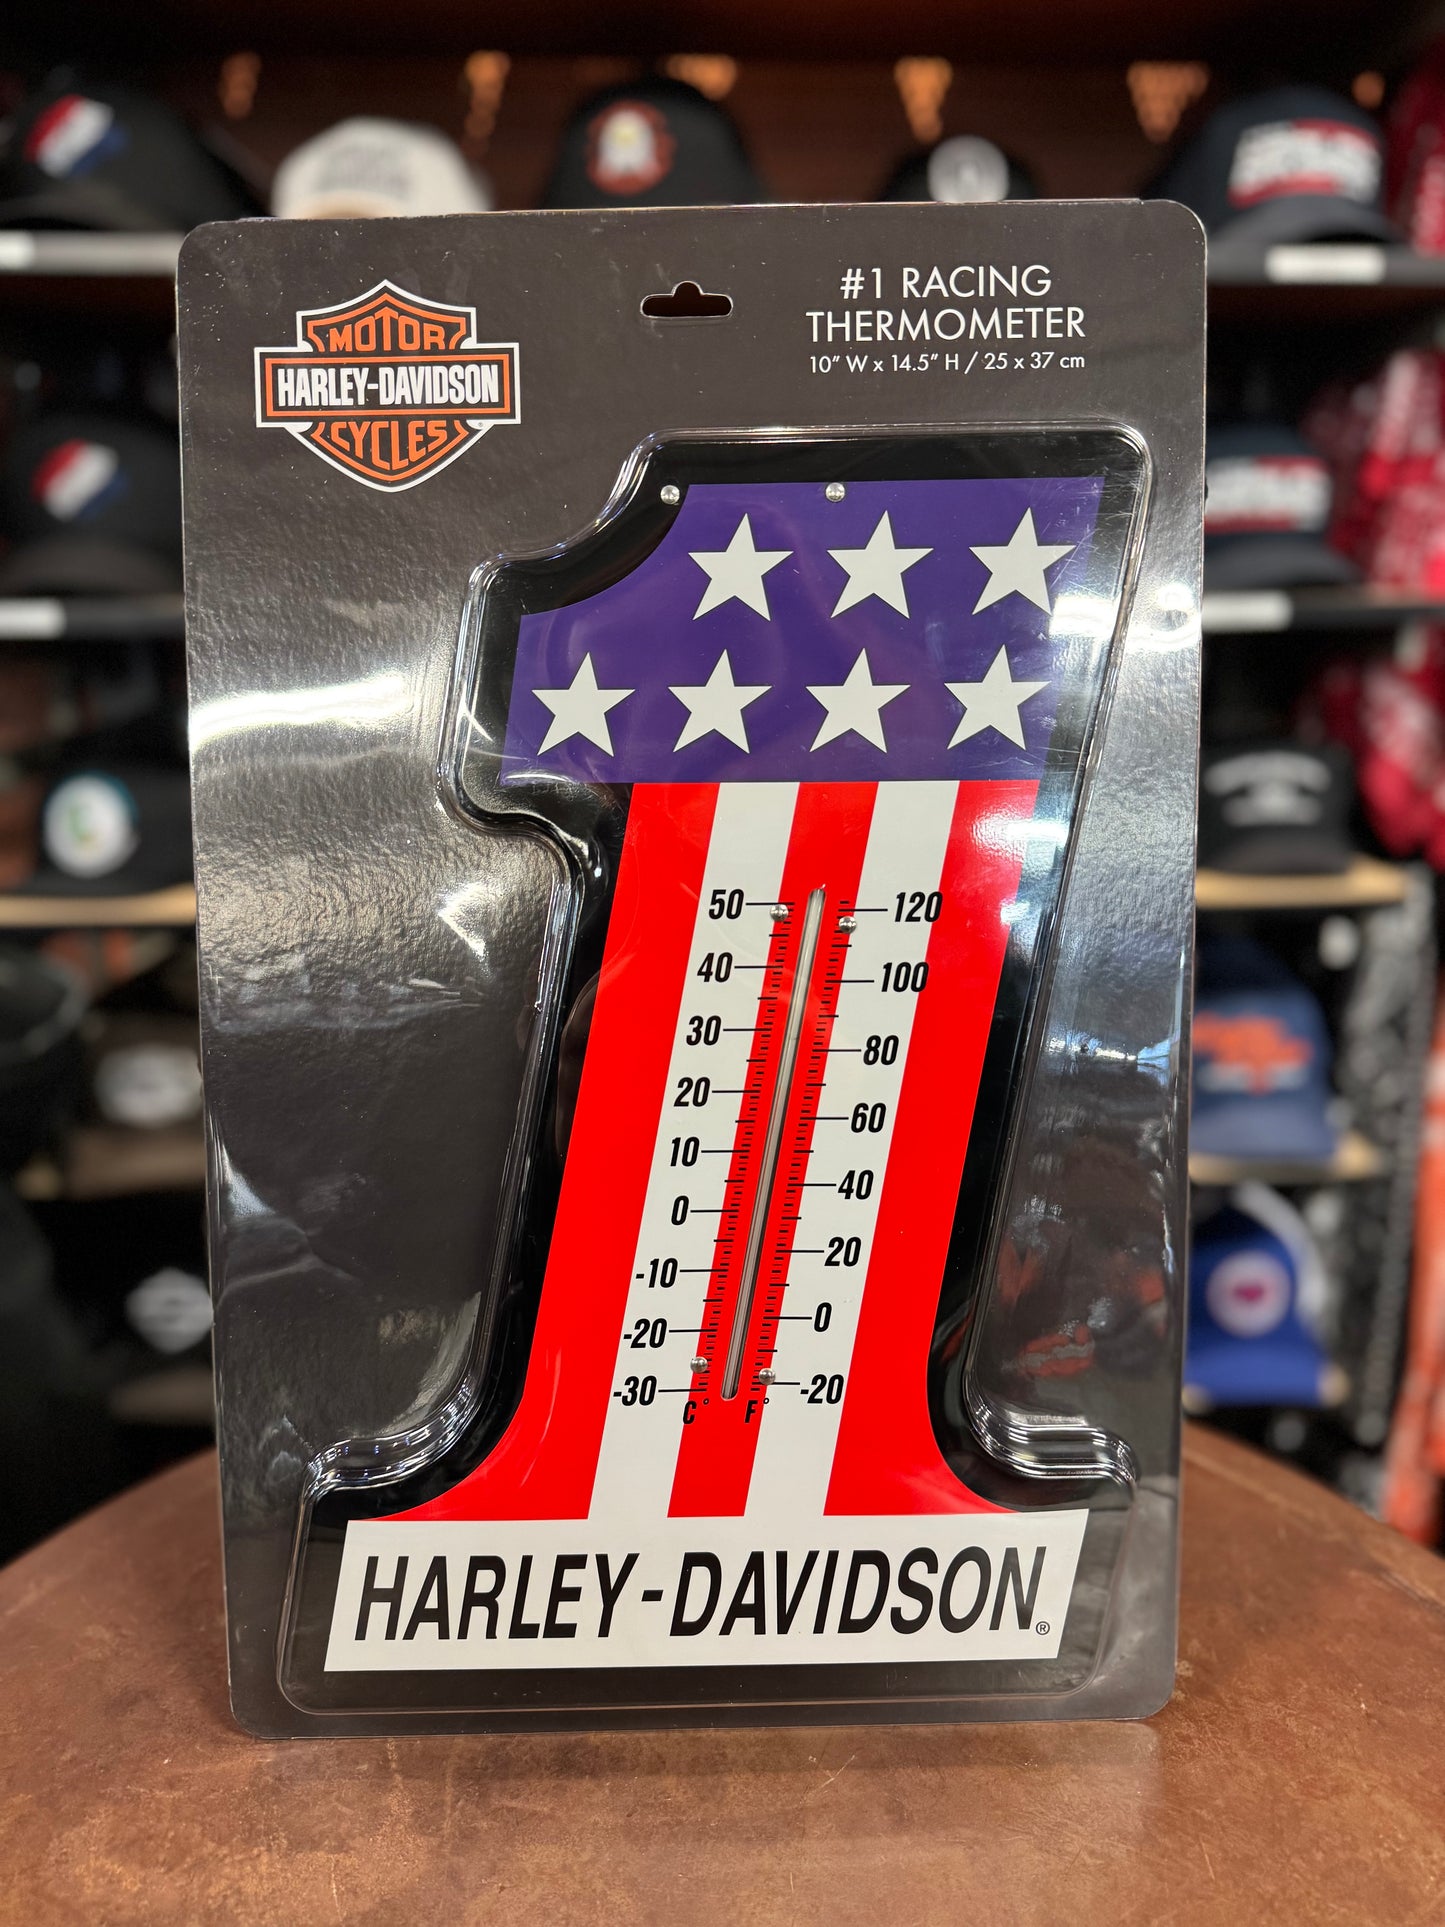 #1 RACING
THERMOMETER
10" W x 14.5" H / 25 x 37 cm
MOTOR
HARLEY-DAVIDSON
CYCLES
®
50 120
40 100
30 80
20 60
10 40
0 20
-10 0
-20 -20
-30
C° F°
HARLEY-DAVIDSON®